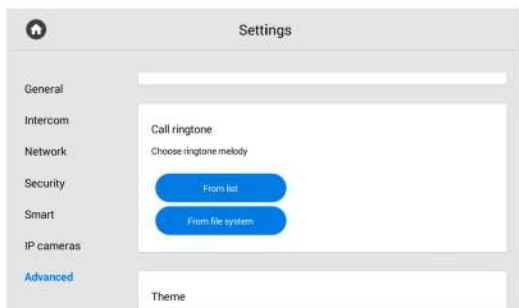 Settings
General
Intercom
Network
Security
Smart
IP cameras
Advanced
Call ringtone
Choose ringtone melody
From list
From file system
Theme